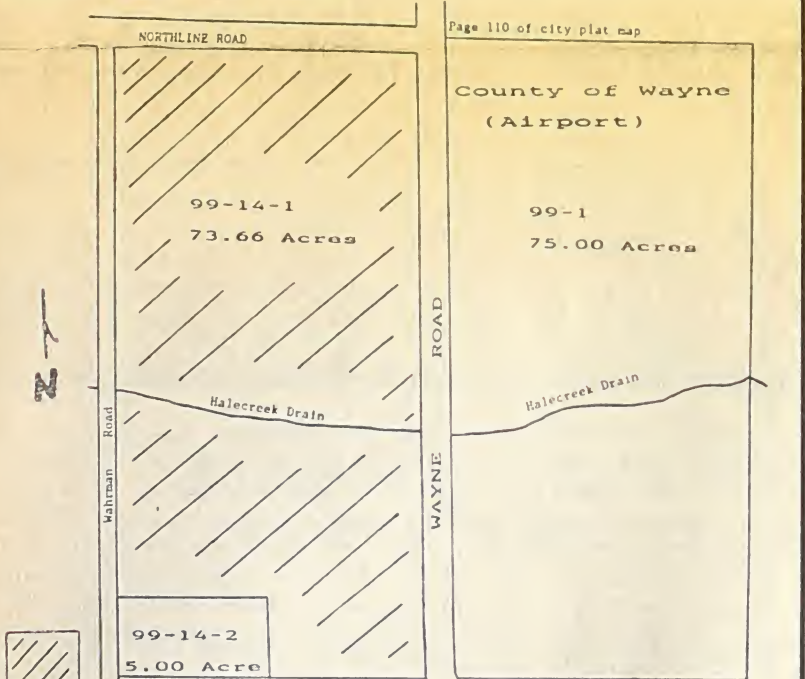 Page 110 of city plat map
NORTHLINE ROAD
County of Wayne
(Airport)
99-14-1
73.66 Acres
99-1
75.00 Acres
WAYNE ROAD
Halecreek Drain
Halecreek Drain
Wahrman Road
N
99-14-2
5.00 Acre